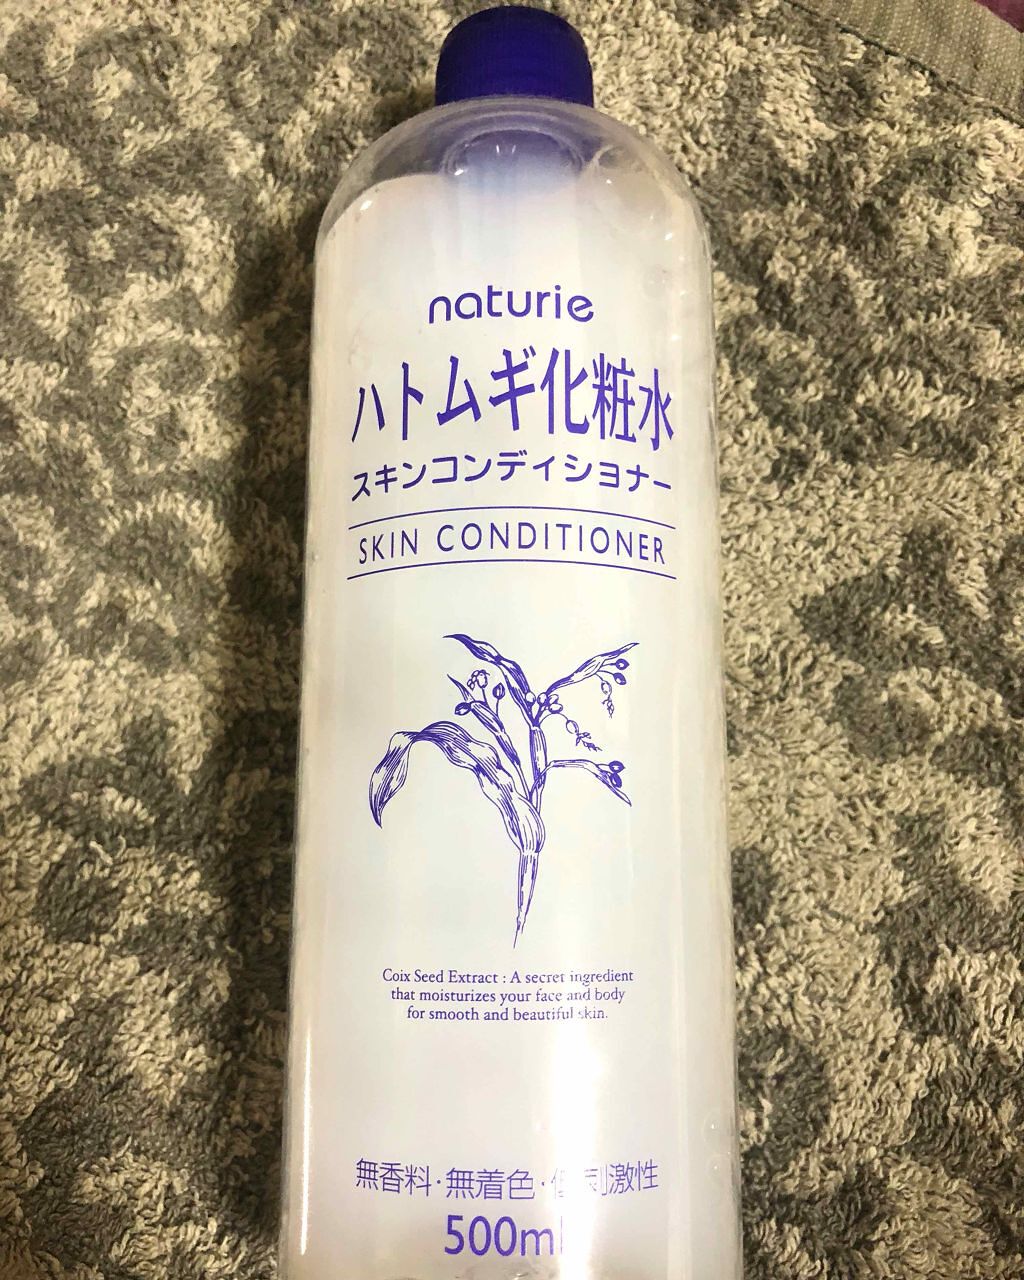 naturie
ハトムギ化粧水
スキンコンディショナー
SKIN CONDITIONER
Coix Seed Extract : A secret ingredient
that moisturizes your face and body
for smooth and beautiful skin.
無香料・無着色・低刺激性
500ml